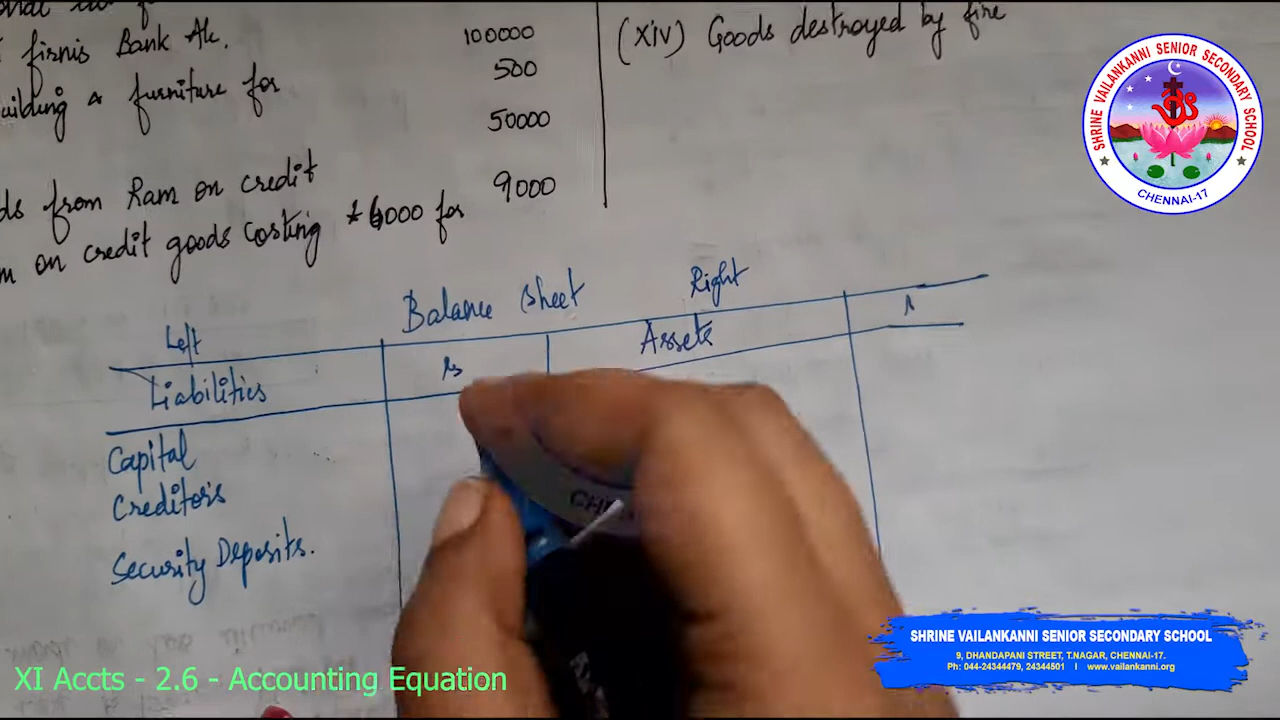 t firm's Bank A/c. 100000
500
uilding & furniture for
50000
ds from Ram on credit
9000
m on credit goods costing ₹ 6000 for
(xiv) Goods destroyed by fire
SHRINE VAILANKANNI SENIOR SECONDARY SCHOOL
CHENNAI-17
Balance Sheet
Left
Right
Liabilities
Rs
Assets
Capital
Creditors
Security Deposits.
XI Accts - 2.6 - Accounting Equation
SHRINE VAILANKANNI SENIOR SECONDARY SCHOOL
9, DHANDAPANI STREET, T.NAGAR, CHENNAI-17.
Ph: 044-24344479, 24344501 I www.vailankanni.org